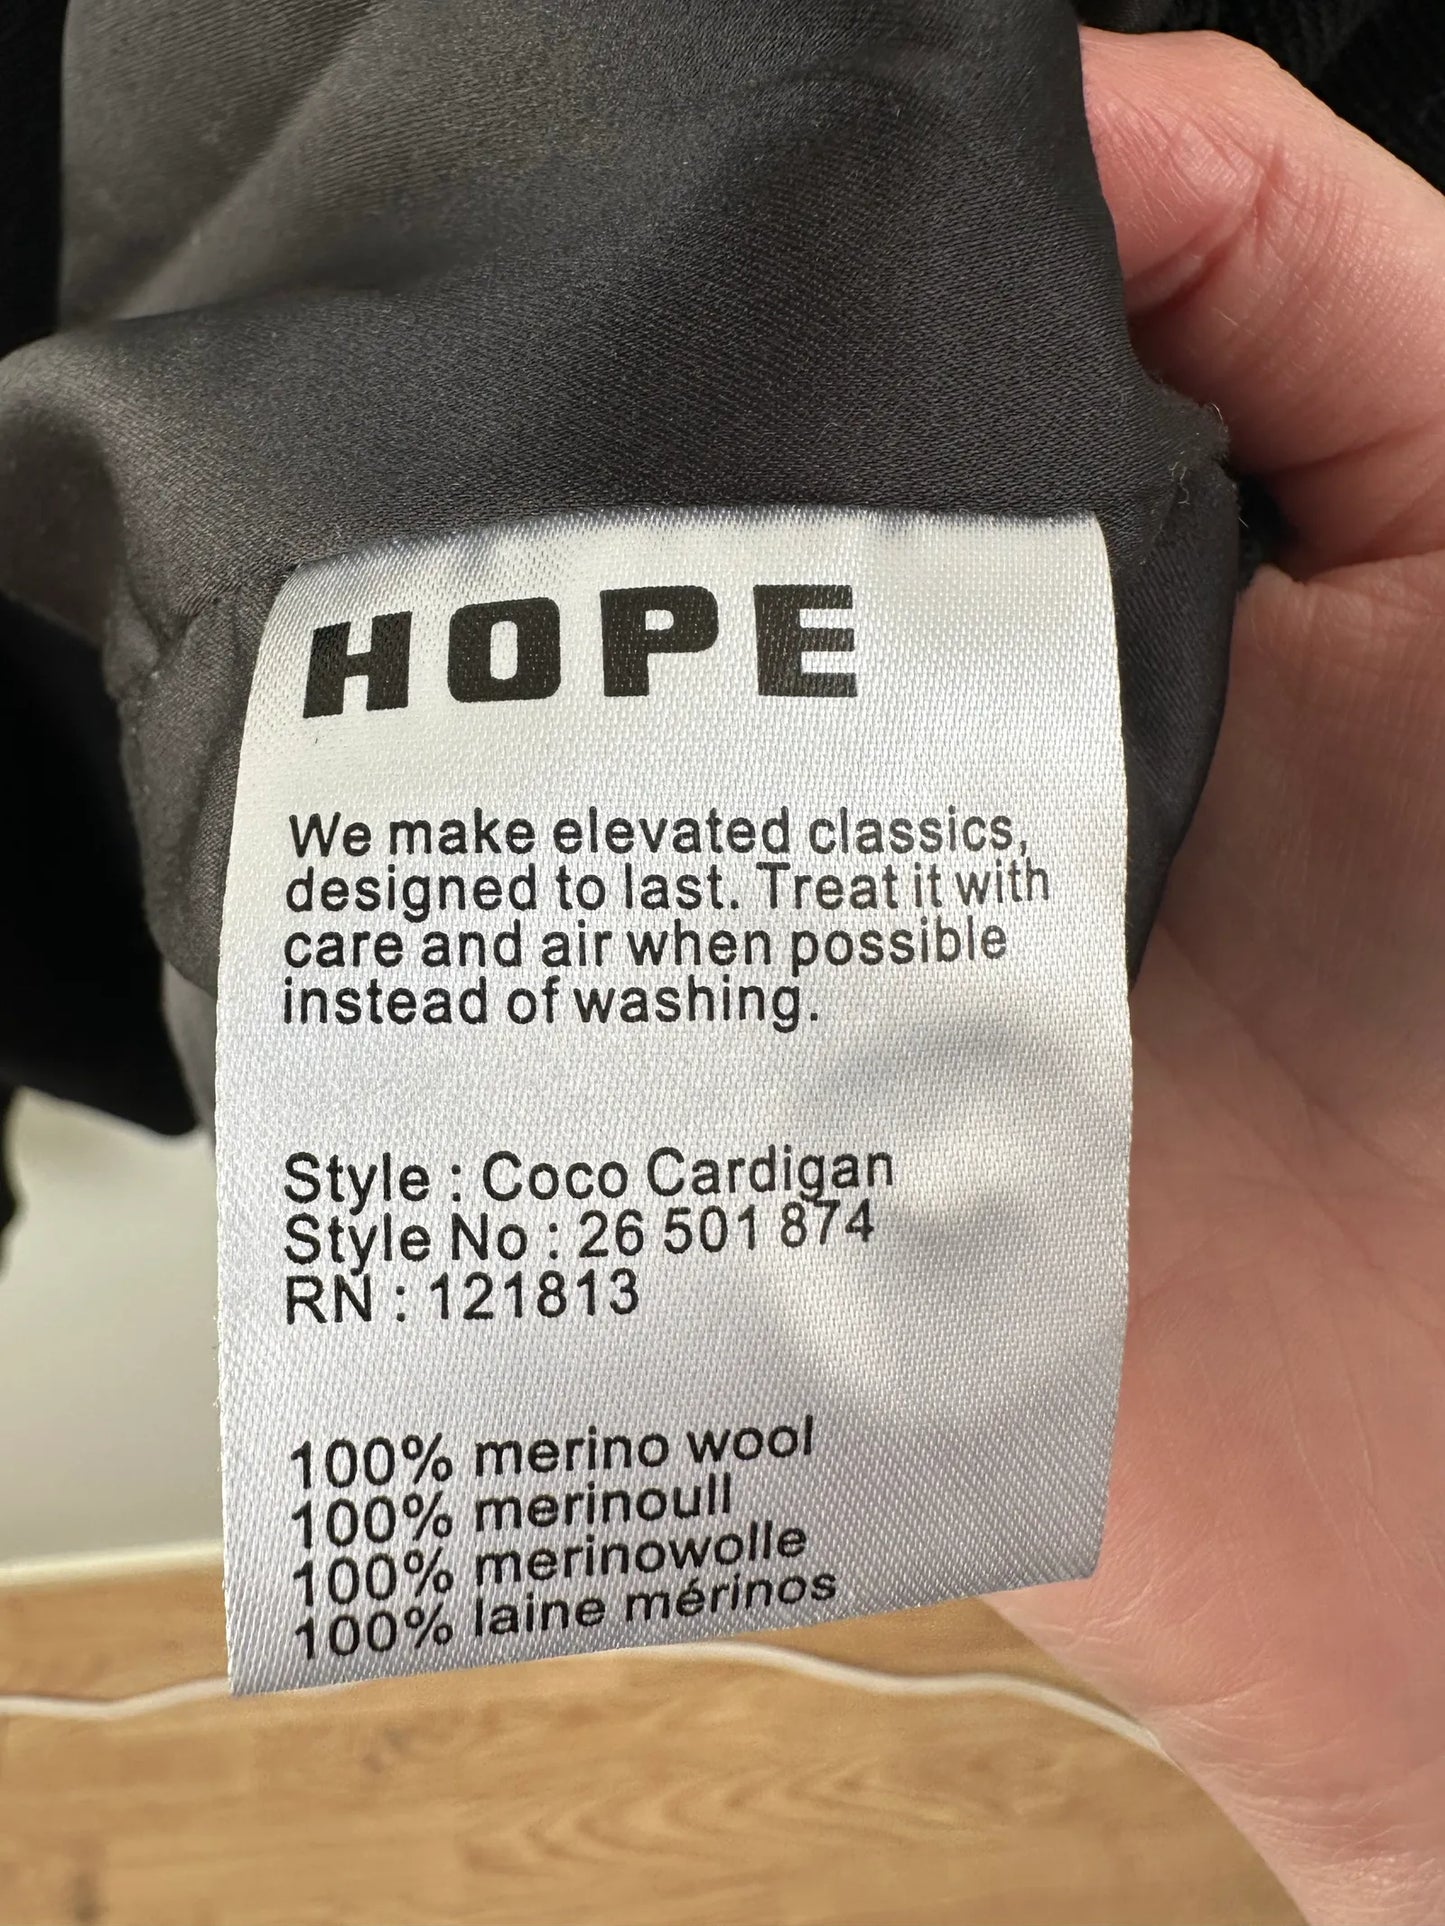 HOPE
We make elevated classics,
designed to last. Treat it with
care and air when possible
instead of washing.
Style : Coco Cardigan
Style No : 26 501 874
RN : 121813
100% merino wool
100% merinoull
100% merinowolle
100% laine mérinos